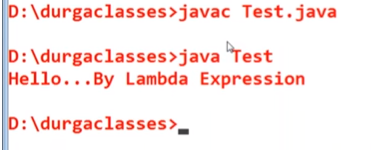 D:\durgaclasses>javac Test.java
D:\durgaclasses>java Test
Hello...By Lambda Expression
D:\durgaclasses>